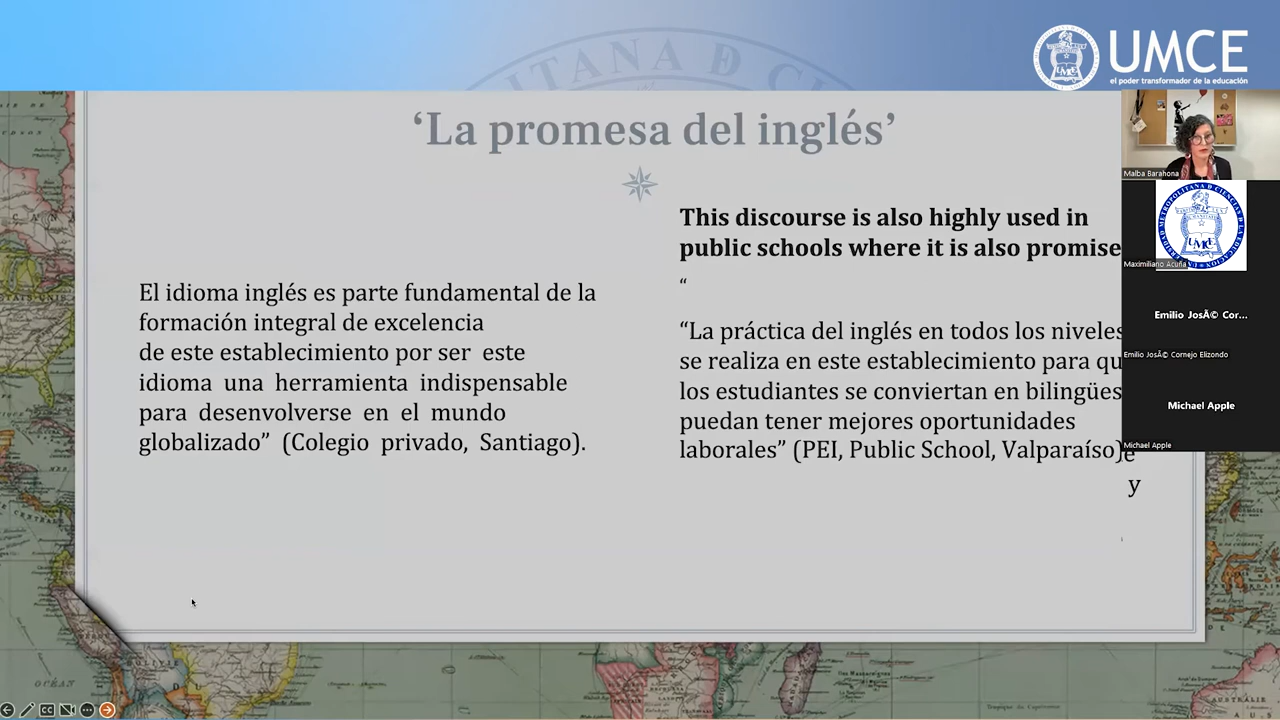 UMCE
el poder transformador de la educación
‘La promesa del inglés’
El idioma inglés es parte fundamental de la
formación integral de excelencia
de este establecimiento por ser este
idioma una herramienta indispensable
para desenvolverse en el mundo
globalizado” (Colegio privado, Santiago).
This discourse is also highly used in
public schools where it is also promise
“
“La práctica del inglés en todos los niveles
se realiza en este establecimiento para qu
los estudiantes se conviertan en bilingües
puedan tener mejores oportunidades
laborales” (PEI, Public School, Valparaíso)e
y
Malba Barahona
Maximiliano Acuña
Emilio JosÃ© Cor...
Emilio JosÃ© Cornejo Elizondo
Michael Apple
Michael Apple
OCÉAN
BOLIVIE